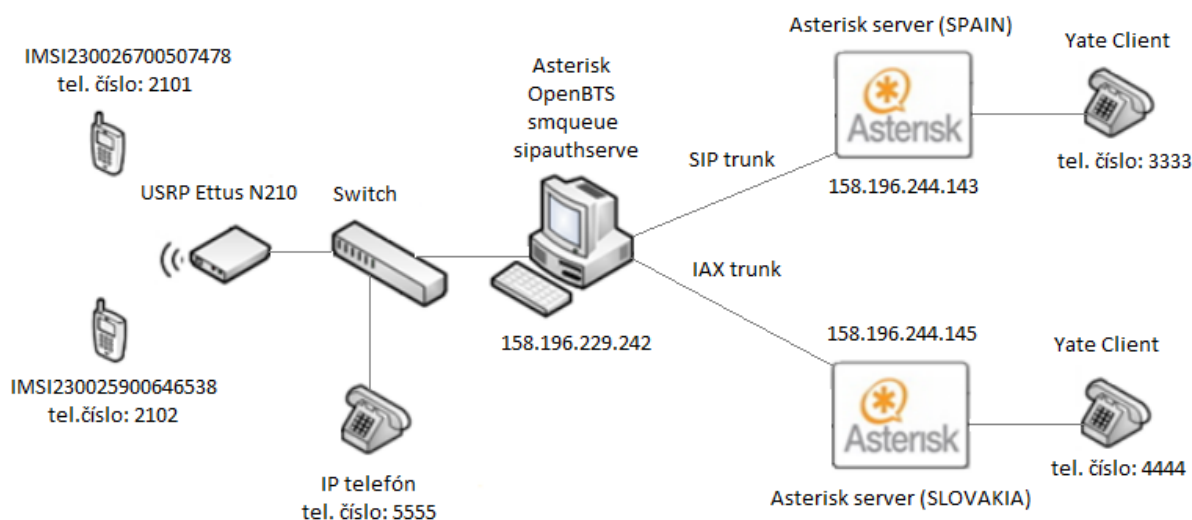 IMSI230026700507478
tel. číslo: 2101
USRP Ettus N210
Switch
IMSI230025900646538
tel.číslo: 2102
IP telefón
tel. číslo: 5555
Asterisk
OpenBTS
smqueue
sipauthserve
158.196.229.242
SIP trunk
IAX trunk
Asterisk server (SPAIN)
Asterisk
158.196.244.143
Yate Client
tel. číslo: 3333
158.196.244.145
Asterisk
Asterisk server (SLOVAKIA)
Yate Client
tel. číslo: 4444